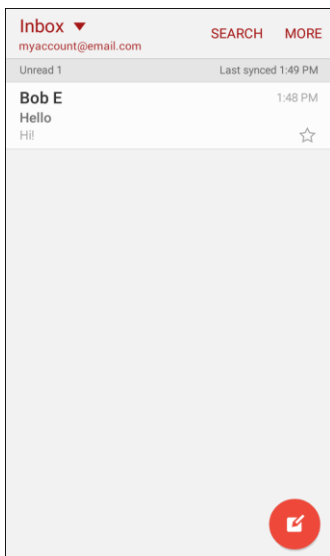 Inbox
SEARCH MORE
myaccount@email.com
Unread 1 Last synced 1:49 PM
Bob E 1:48 PM
Hello
Hi!